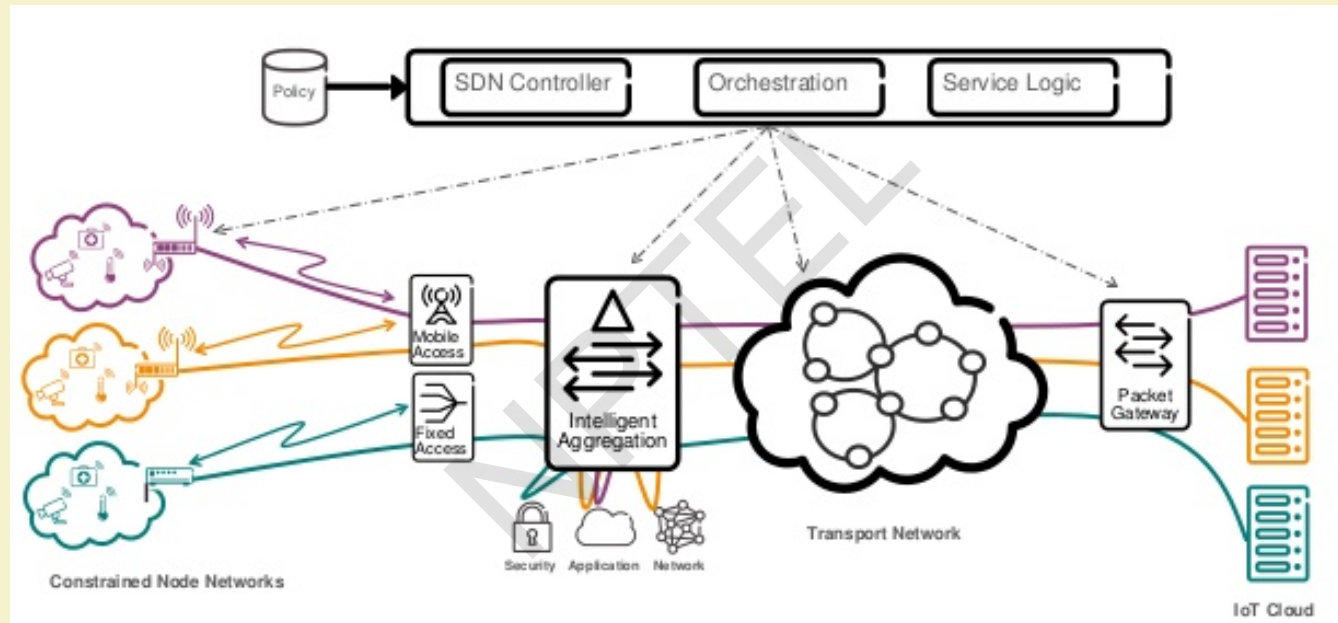 Policy
SDN Controller
Orchestration
Service Logic
Mobile
Access
Fixed
Access
Intelligent
Aggregation
Packet
Gateway
Security
Application
Network
Transport Network
Constrained Node Networks
IoT Cloud
NPTEL